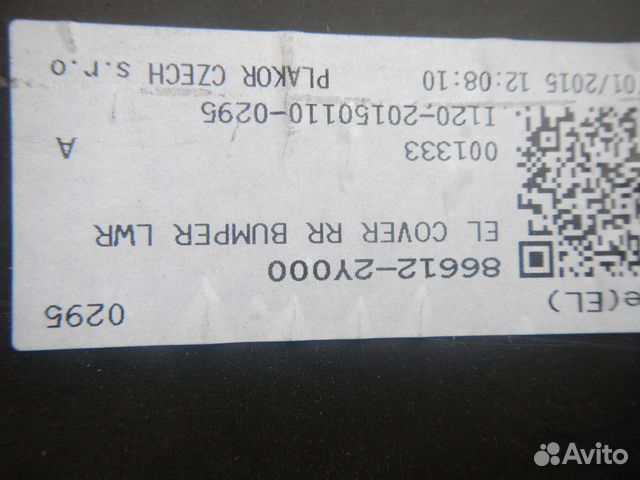 e(EL) 0295
86612-2Y000
EL COVER RR BUMPER LWR
001333 A
I120-20150110-0295
/01/2015 12:08:10 PLAKOR CZECH s.r.o
Avito